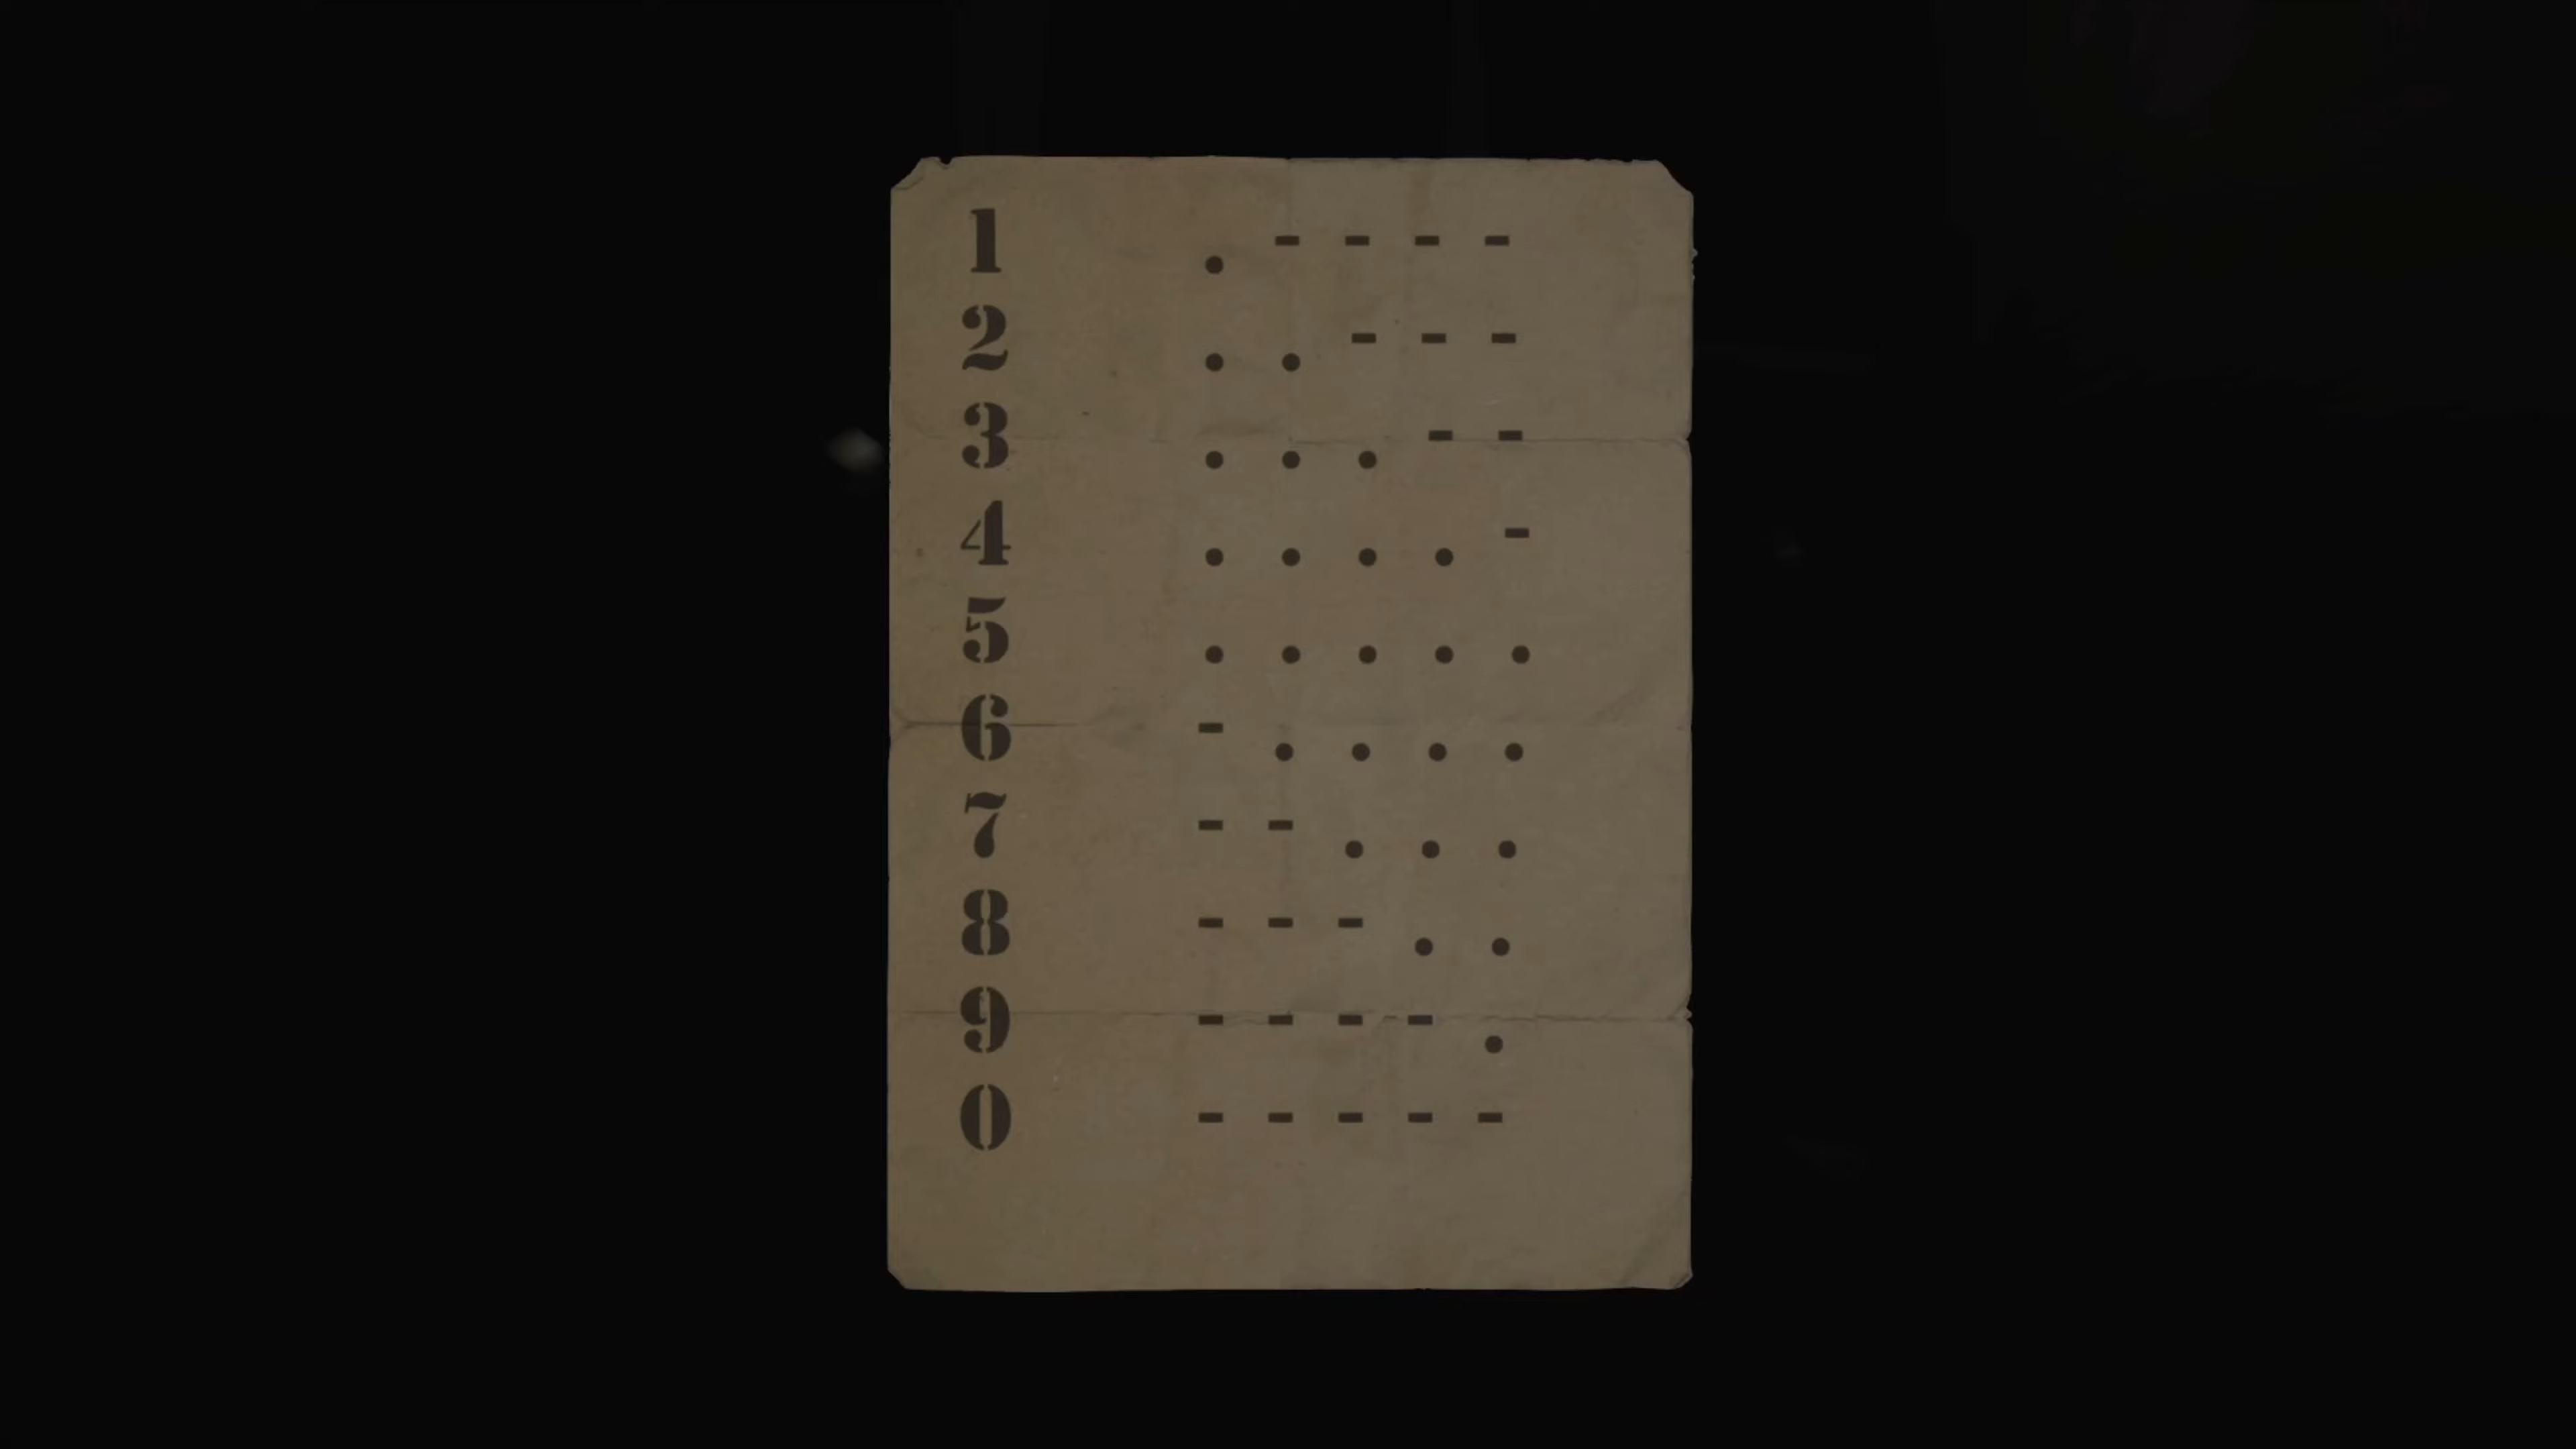 1 . - - - -
2 . . - - -
3 . . . - -
4 . . . . -
5 . . . . .
6 - . . . .
7 - - . . .
8 - - - . .
9 - - - - .
0 - - - - -